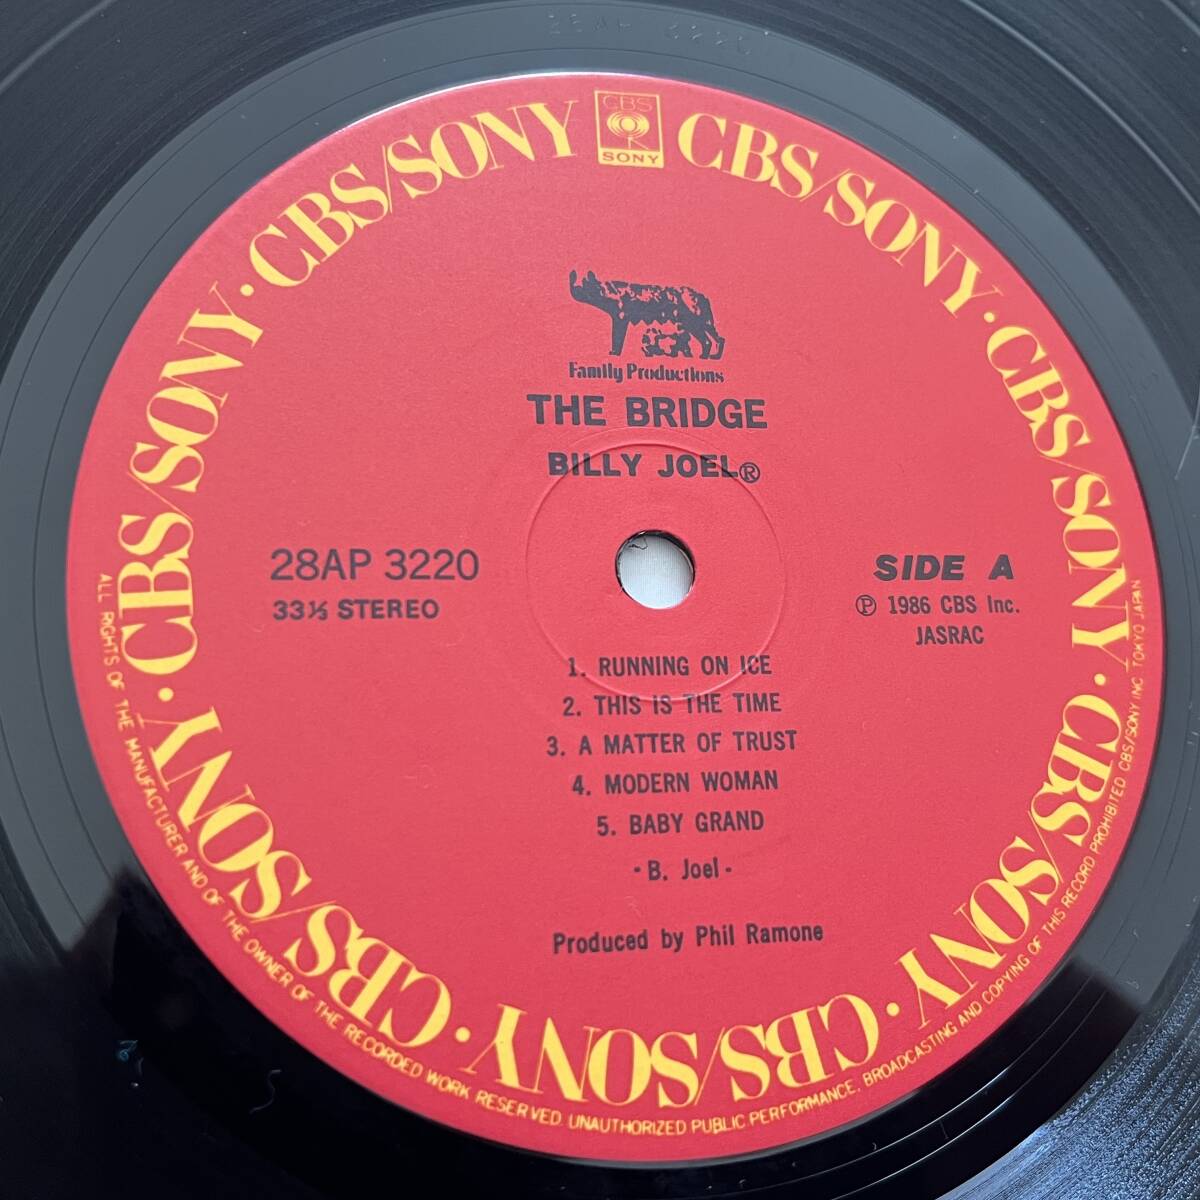 CBS
SONY
CBS/SONY · CBS/SONY · CBS/SONY · CBS/SONY · CBS/SONY · CBS/SONY · CBS/SONY · CBS/SONY
Family Productions
THE BRIDGE
BILLY JOEL®
28AP 3220
33⅓ STEREO
SIDE A
Ⓟ 1986 CBS Inc.
JASRAC
1. RUNNING ON ICE
2. THIS IS THE TIME
3. A MATTER OF TRUST
4. MODERN WOMAN
5. BABY GRAND
- B. Joel -
Produced by Phil Ramone
ALL RIGHTS OF THE MANUFACTURER AND OF THE OWNER OF THE RECORDED WORK RESERVED. UNAUTHORIZED PUBLIC PERFORMANCE, BROADCASTING AND COPYING OF THIS RECORD PROHIBITED CBS/SONY INC TOKYO JAPAN